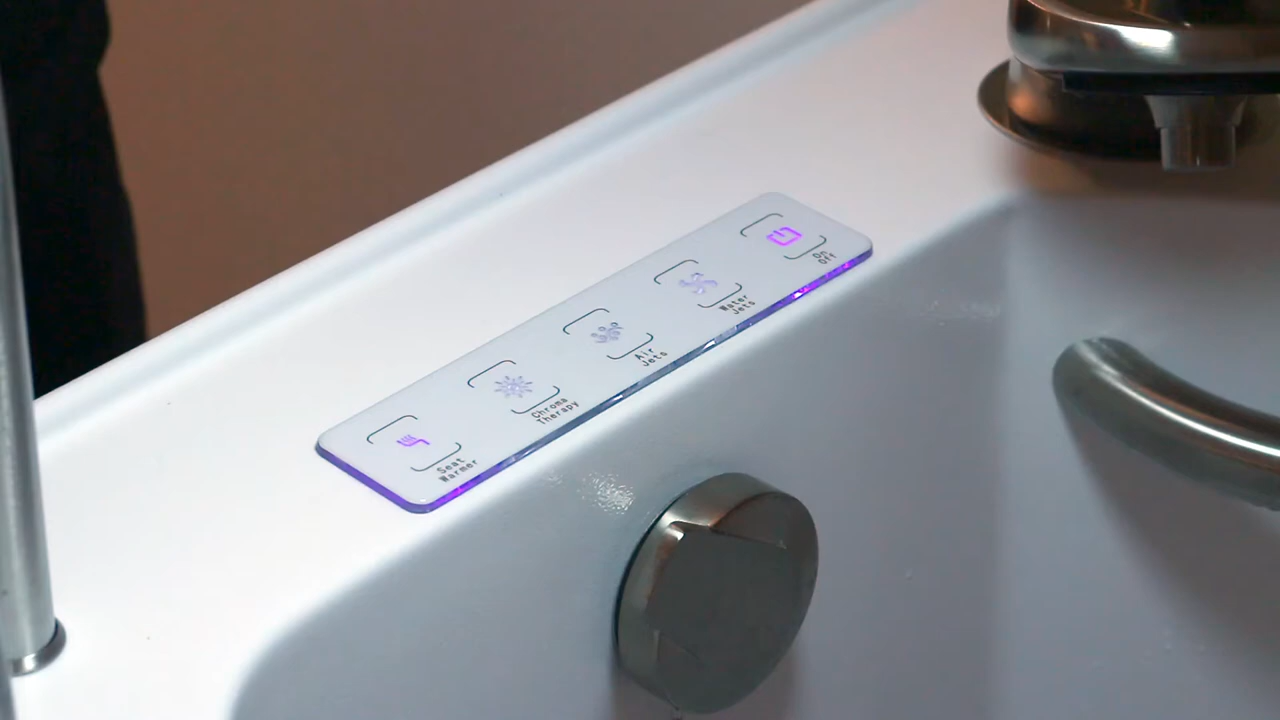 Seat
Warmer
Chroma
Therapy
Air
Jets
Water
Jets
On
Off